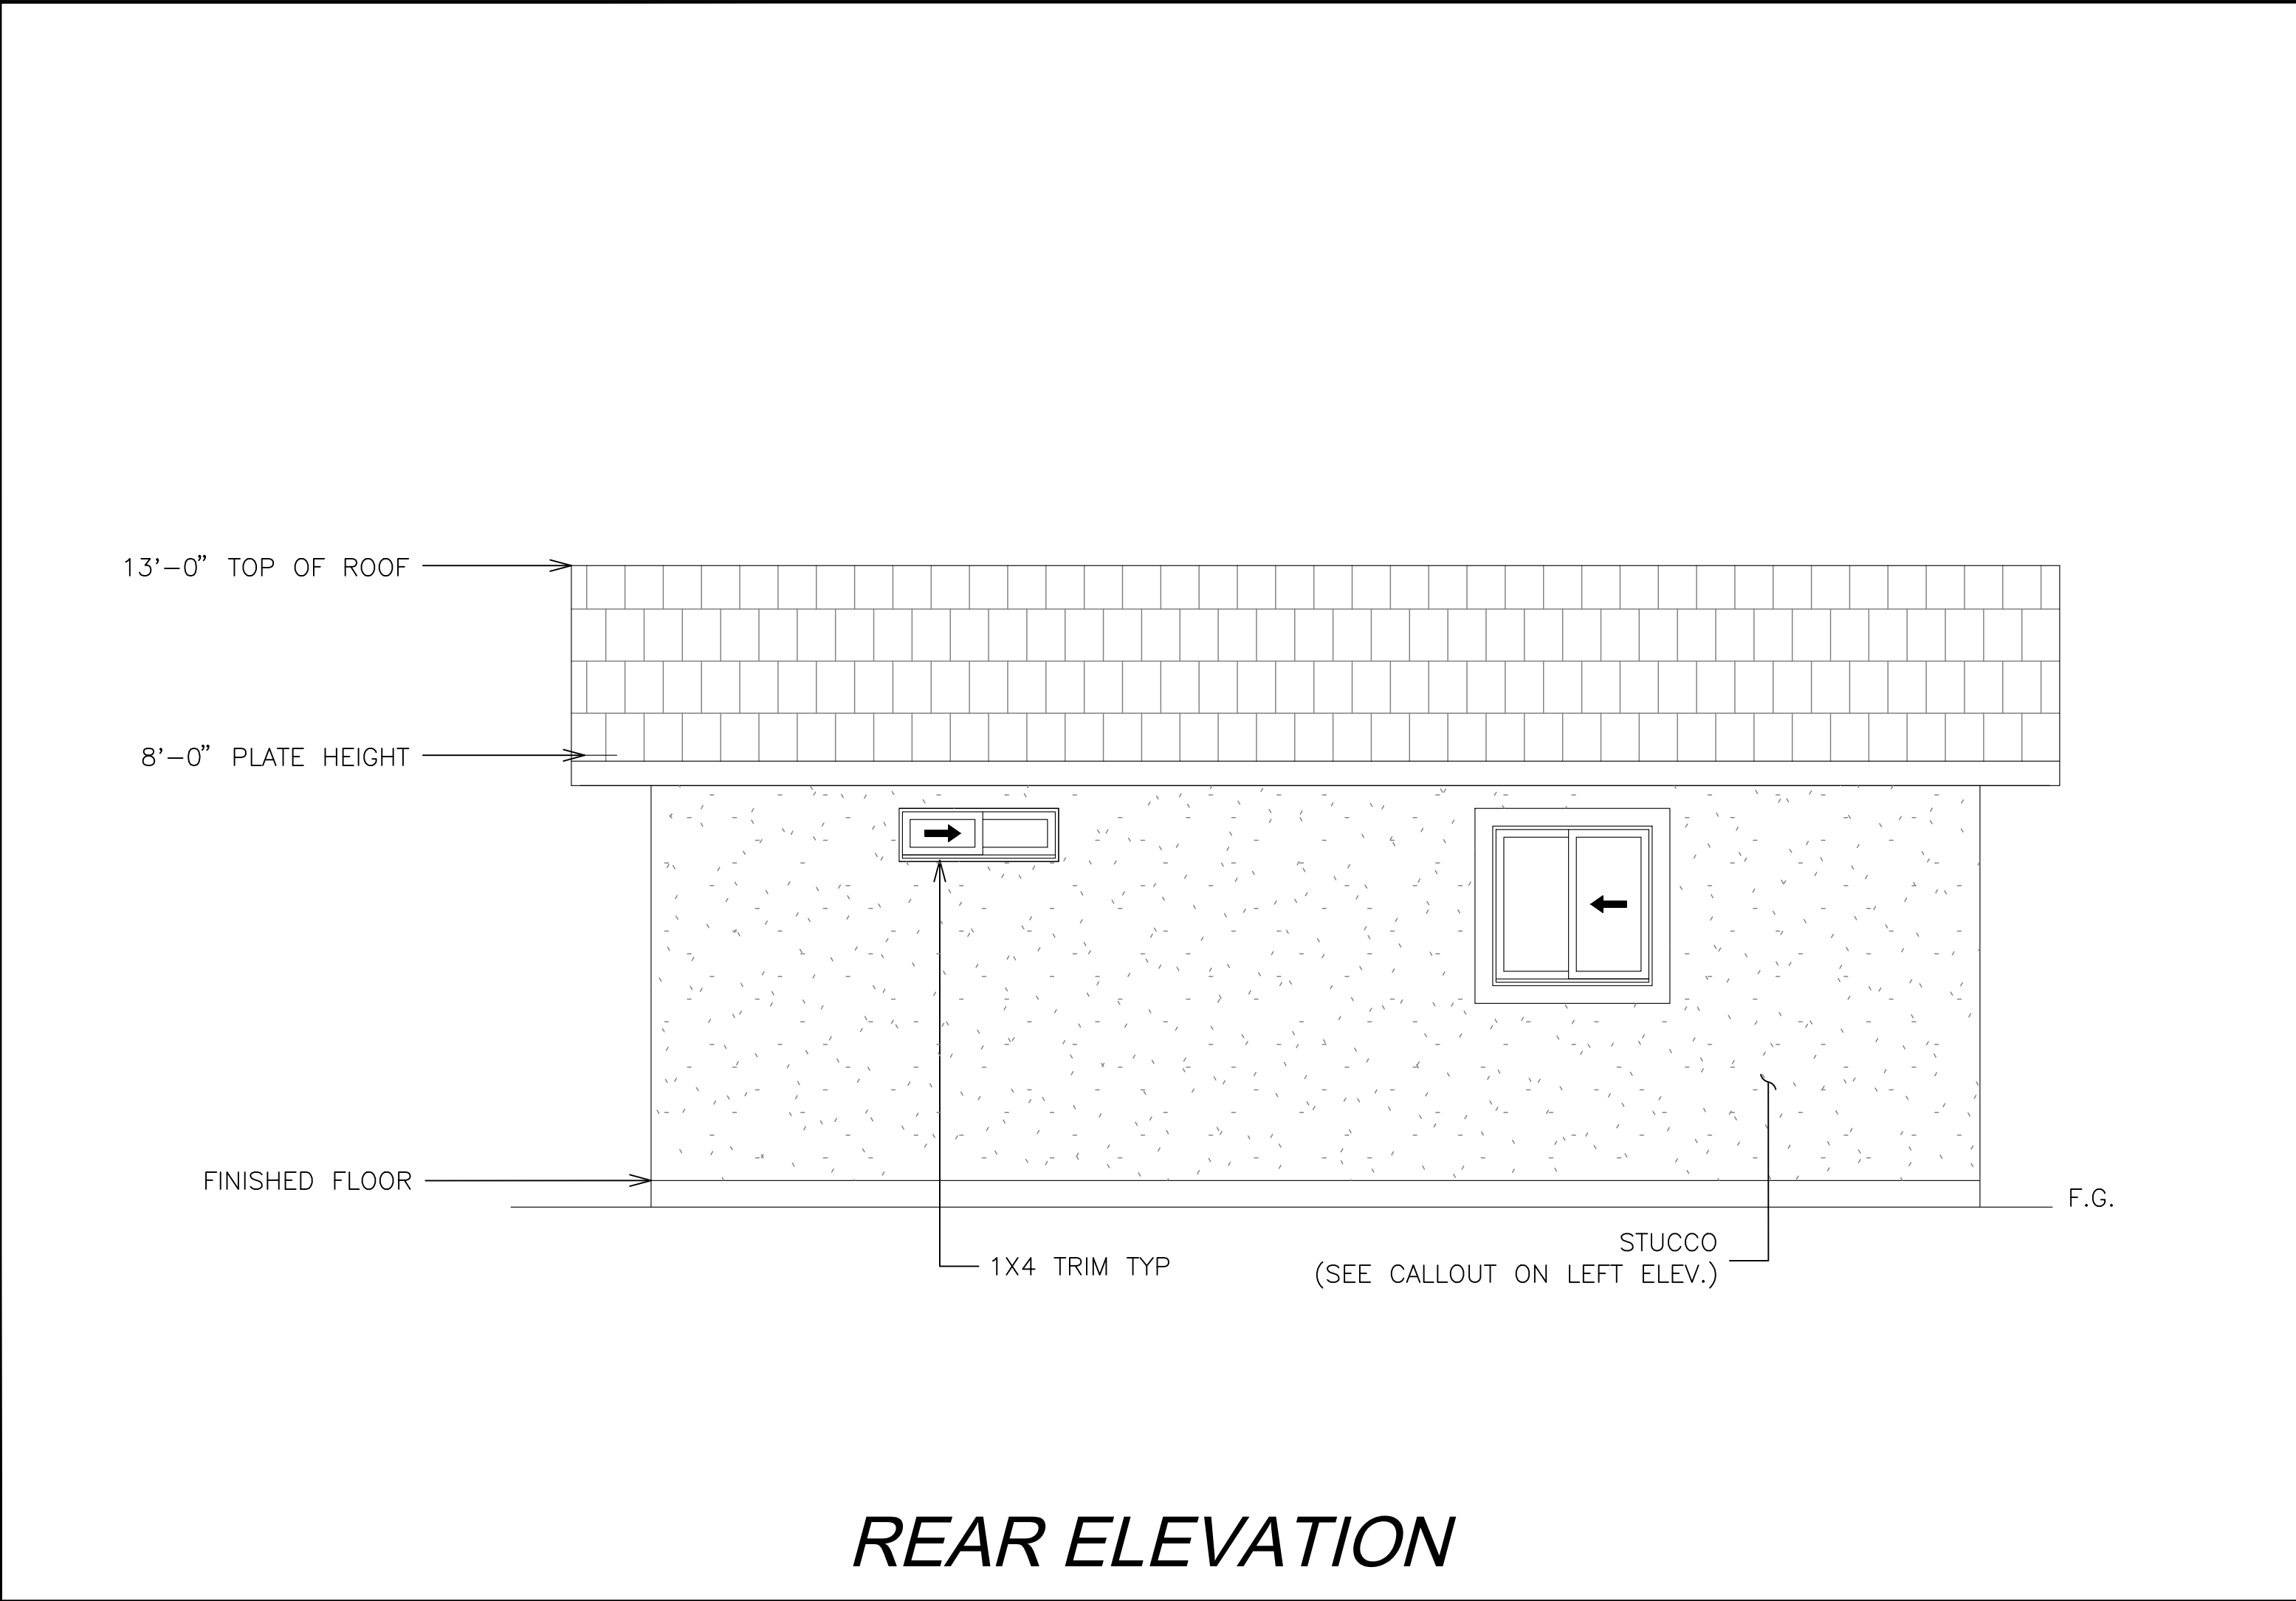 13'-0" TOP OF ROOF
8'-0" PLATE HEIGHT
FINISHED FLOOR
F.G.
1X4 TRIM TYP
STUCCO
(SEE CALLOUT ON LEFT ELEV.)
REAR ELEVATION